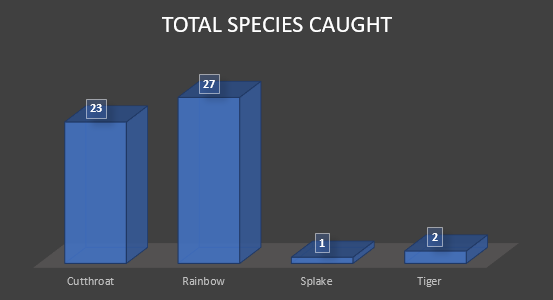 TOTAL SPECIES CAUGHT
23
27
1
2
Cutthroat
Rainbow
Splake
Tiger